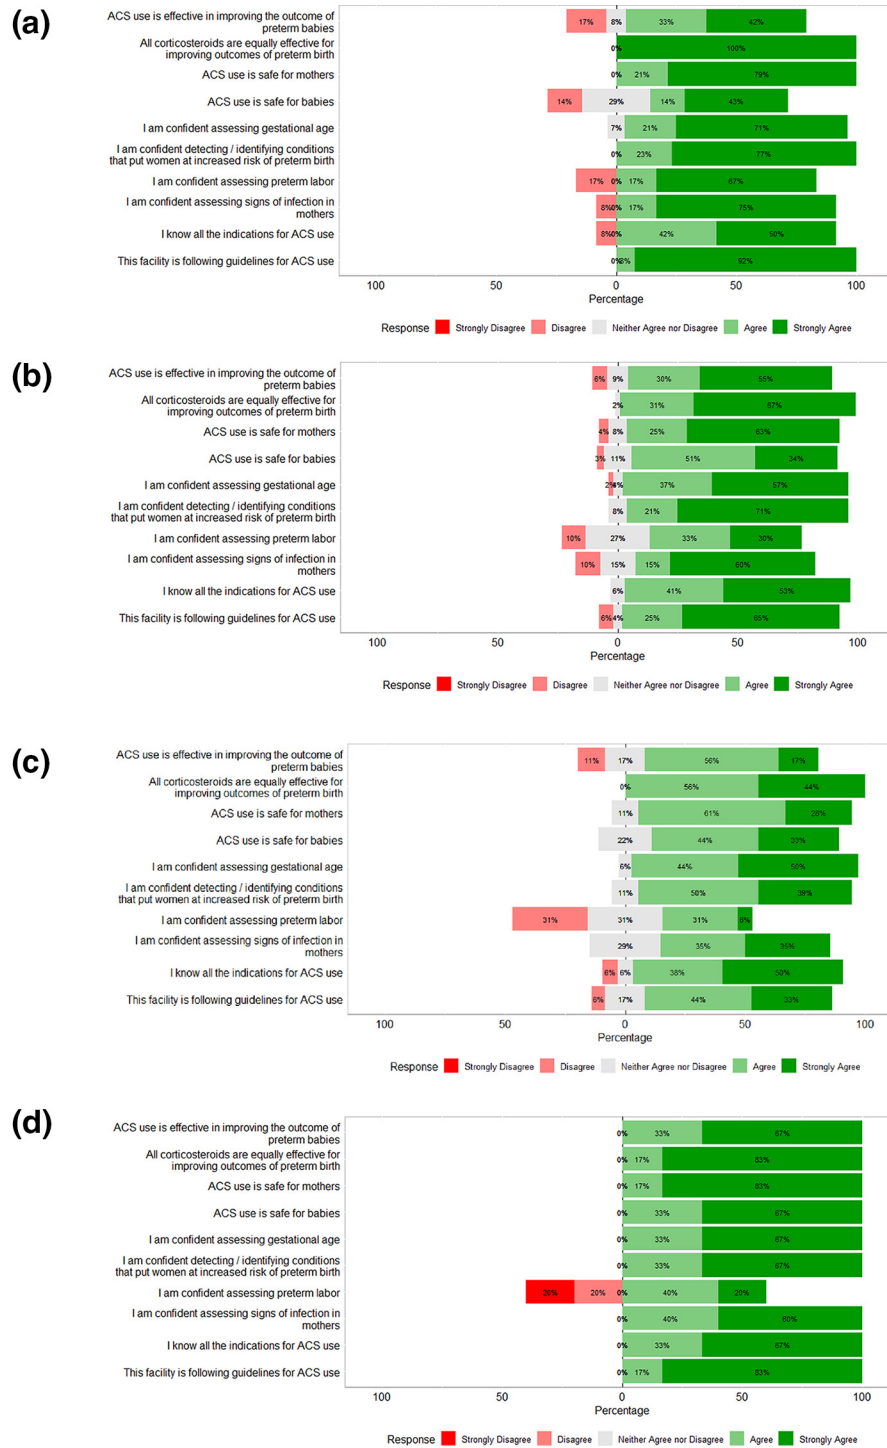 (a)
ACS use is effective in improving the outcome of
preterm babies
17% 8% 33% 42%
All corticosteroids are equally effective for
improving outcomes of preterm birth
0% 100%
ACS use is safe for mothers
0% 21% 79%
ACS use is safe for babies
14% 29% 14% 43%
I am confident assessing gestational age
7% 21% 71%
I am confident detecting / identifying conditions
that put women at increased risk of preterm birth
0% 23% 77%
I am confident assessing preterm labor
17% 0% 17% 67%
I am confident assessing signs of infection in
mothers
8% 0% 17% 75%
I know all the indications for ACS use
8% 0% 42% 50%
This facility is following guidelines for ACS use
0% 8% 92%
100 50 0 50 100
Percentage
Response Strongly Disagree Disagree Neither Agree nor Disagree Agree Strongly Agree
(b)
ACS use is effective in improving the outcome of
preterm babies
6% 9% 30% 55%
All corticosteroids are equally effective for
improving outcomes of preterm birth
2% 31% 67%
ACS use is safe for mothers
4% 8% 25% 63%
ACS use is safe for babies
3% 11% 51% 34%
I am confident assessing gestational age
2% 4% 37% 57%
I am confident detecting / identifying conditions
that put women at increased risk of preterm birth
8% 21% 71%
I am confident assessing preterm labor
10% 27% 33% 30%
I am confident assessing signs of infection in
mothers
10% 15% 15% 60%
I know all the indications for ACS use
6% 41% 53%
This facility is following guidelines for ACS use
6% 4% 25% 65%
100 50 0 50 100
Percentage
Response Strongly Disagree Disagree Neither Agree nor Disagree Agree Strongly Agree
(c)
ACS use is effective in improving the outcome of
preterm babies
11% 17% 56% 17%
All corticosteroids are equally effective for
improving outcomes of preterm birth
0% 56% 44%
ACS use is safe for mothers
11% 61% 28%
ACS use is safe for babies
22% 44% 33%
I am confident assessing gestational age
6% 44% 50%
I am confident detecting / identifying conditions
that put women at increased risk of preterm birth
11% 50% 39%
I am confident assessing preterm labor
31% 31% 31% 6%
I am confident assessing signs of infection in
mothers
29% 35% 35%
I know all the indications for ACS use
6% 6% 38% 50%
This facility is following guidelines for ACS use
6% 17% 44% 33%
100 50 0 50 100
Percentage
Response Strongly Disagree Disagree Neither Agree nor Disagree Agree Strongly Agree
(d)
ACS use is effective in improving the outcome of
preterm babies
0% 33% 67%
All corticosteroids are equally effective for
improving outcomes of preterm birth
0% 17% 83%
ACS use is safe for mothers
0% 17% 83%
ACS use is safe for babies
0% 33% 67%
I am confident assessing gestational age
0% 33% 67%
I am confident detecting / identifying conditions
that put women at increased risk of preterm birth
0% 33% 67%
I am confident assessing preterm labor
20% 20% 0% 40% 20%
I am confident assessing signs of infection in
mothers
0% 40% 60%
I know all the indications for ACS use
0% 33% 67%
This facility is following guidelines for ACS use
0% 17% 83%
100 50 0 50 100
Percentage
Response Strongly Disagree Disagree Neither Agree nor Disagree Agree Strongly Agree